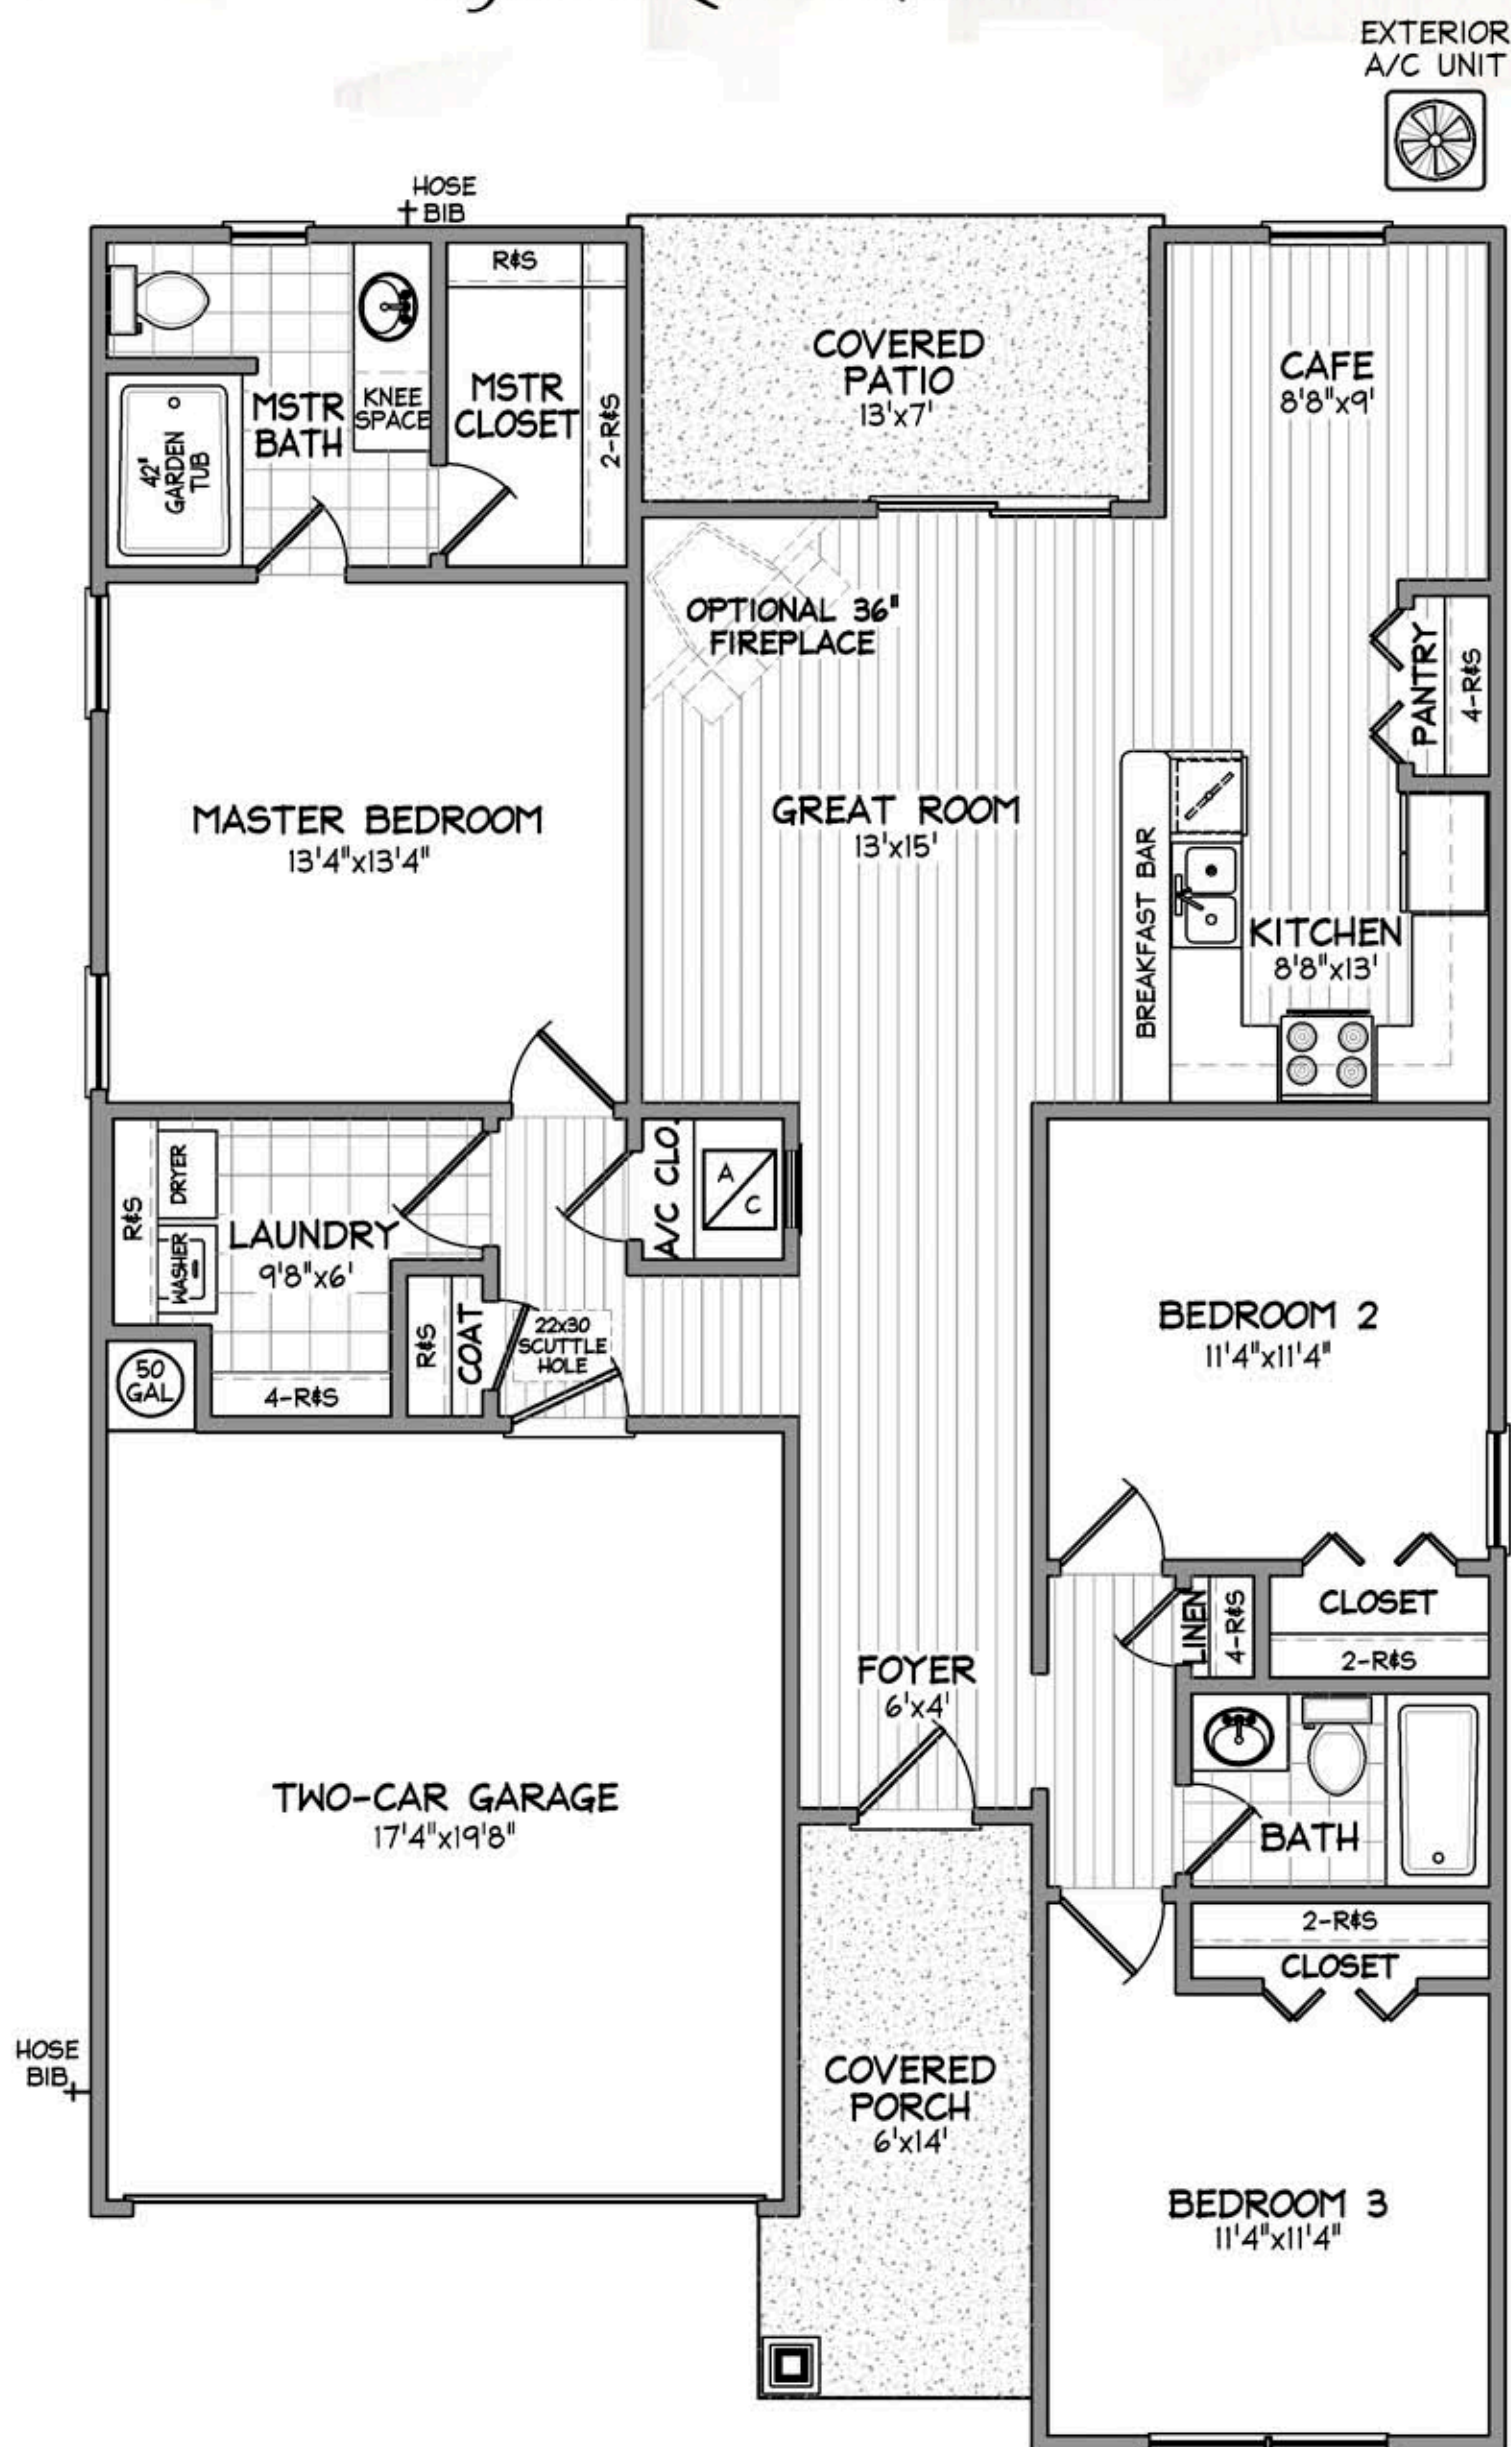 EXTERIOR
A/C UNIT
HOSE
BIB
R&S
2-R&S
MSTR
CLOSET
KNEE
SPACE
MSTR
BATH
42"
GARDEN
TUB
COVERED
PATIO
13'x7'
CAFE
8'8"x9'
OPTIONAL 36"
FIREPLACE
PANTRY
4-R&S
MASTER BEDROOM
13'4"x13'4"
GREAT ROOM
13'x15'
BREAKFAST BAR
KITCHEN
8'8"x13'
R&S
DRYER
WASHER
LAUNDRY
9'8"x6'
A/C CLO.
A
C
R&S
COAT
22x30
SCUTTLE
HOLE
50
GAL
4-R&S
BEDROOM 2
11'4"x11'4"
LINEN
4-R&S
CLOSET
2-R&S
FOYER
6'x4'
TWO-CAR GARAGE
17'4"x19'8"
BATH
2-R&S
CLOSET
HOSE
BIB
COVERED
PORCH
6'x14'
BEDROOM 3
11'4"x11'4"